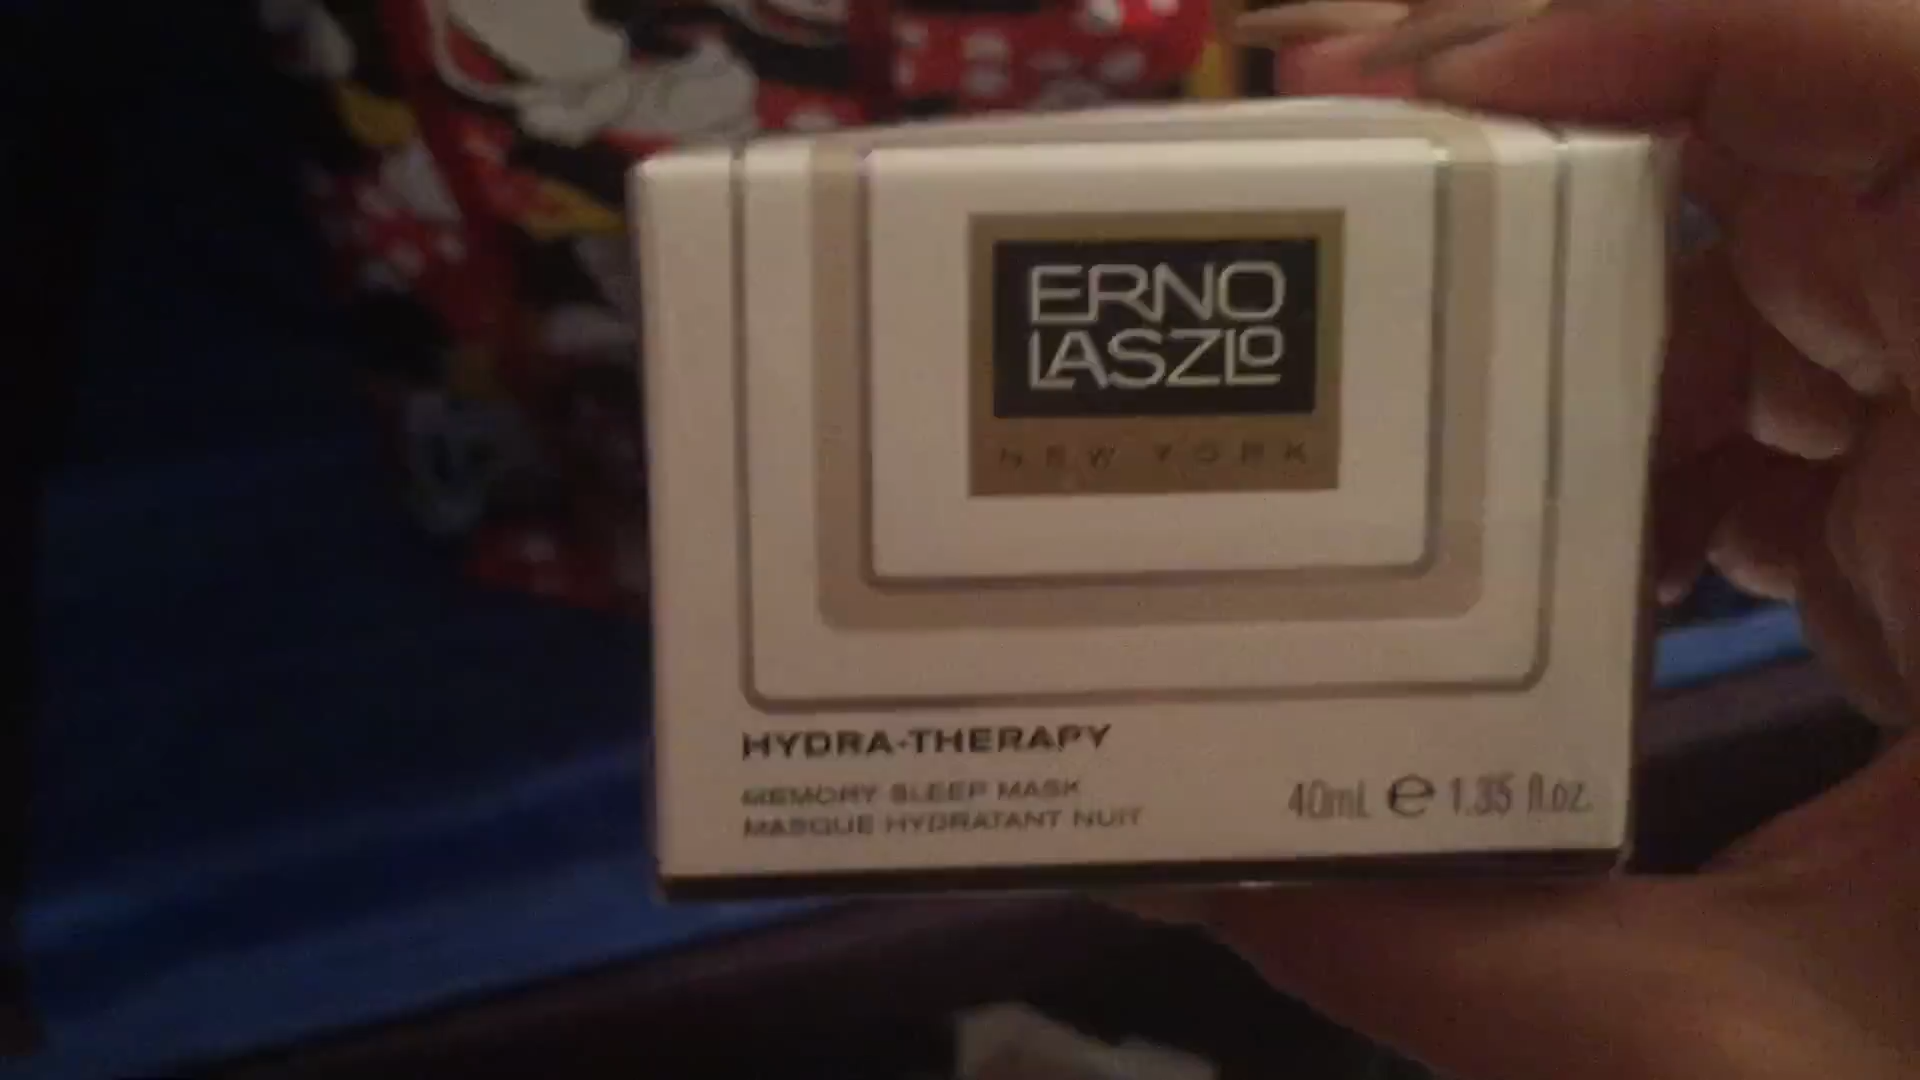 ERNO
LASZLO
NEW YORK
HYDRA-THERAPY
MEMORY SLEEP MASK
MASQUE HYDRATANT NUIT
40mL ℮ 1.35 fl.oz.